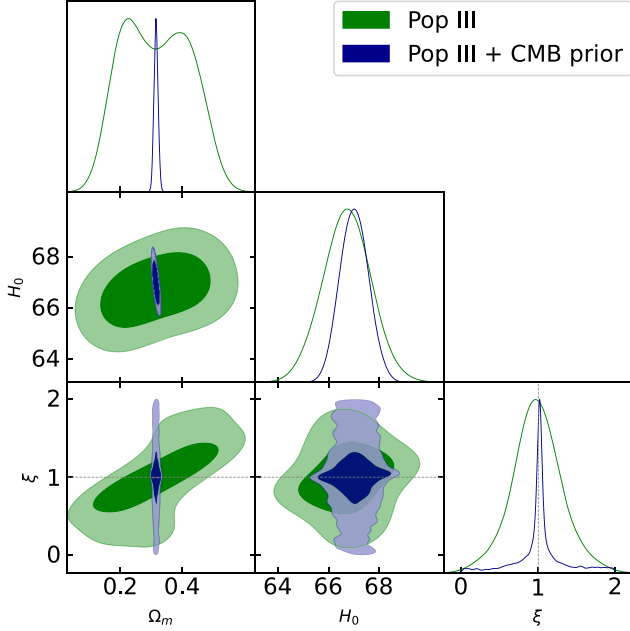 Pop III
Pop III + CMB prior
68
66
64
H₀
2
1
0
ξ
0.2 0.4
Ωₘ
64 66 68
H₀
0 1 2
ξ